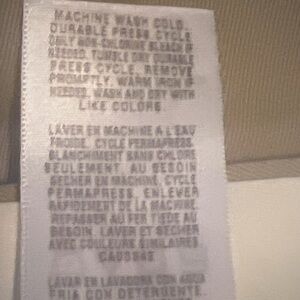 MACHINE WASH COLD,
DURABLE PRESS CYCLE.
ONLY NON-CHLORINE BLEACH IF
NEEDED. TUMBLE DRY DURABLE
PRESS CYCLE. REMOVE
PROMPTLY. WARM IRON IF
NEEDED. WASH AND DRY WITH
LIKE COLORS.
LAVER EN MACHINE A L'EAU
FROIDE, CYCLE PERMAPRESS.
BLANCHIMENT SANS CHLORE
SEULEMENT, AU BESOIN
SECHER EN MACHINE, CYCLE
PERMAPRESS. ENLEVER
RAPIDEMENT DE LA MACHINE.
REPASSER AU FER TIEDE AU
BESOIN. LAVER ET SECHER
AVEC COULEURS SIMILAIRES
LAVAR EN LAVADORA CON AGUA
FRIA CON DETERGENTE